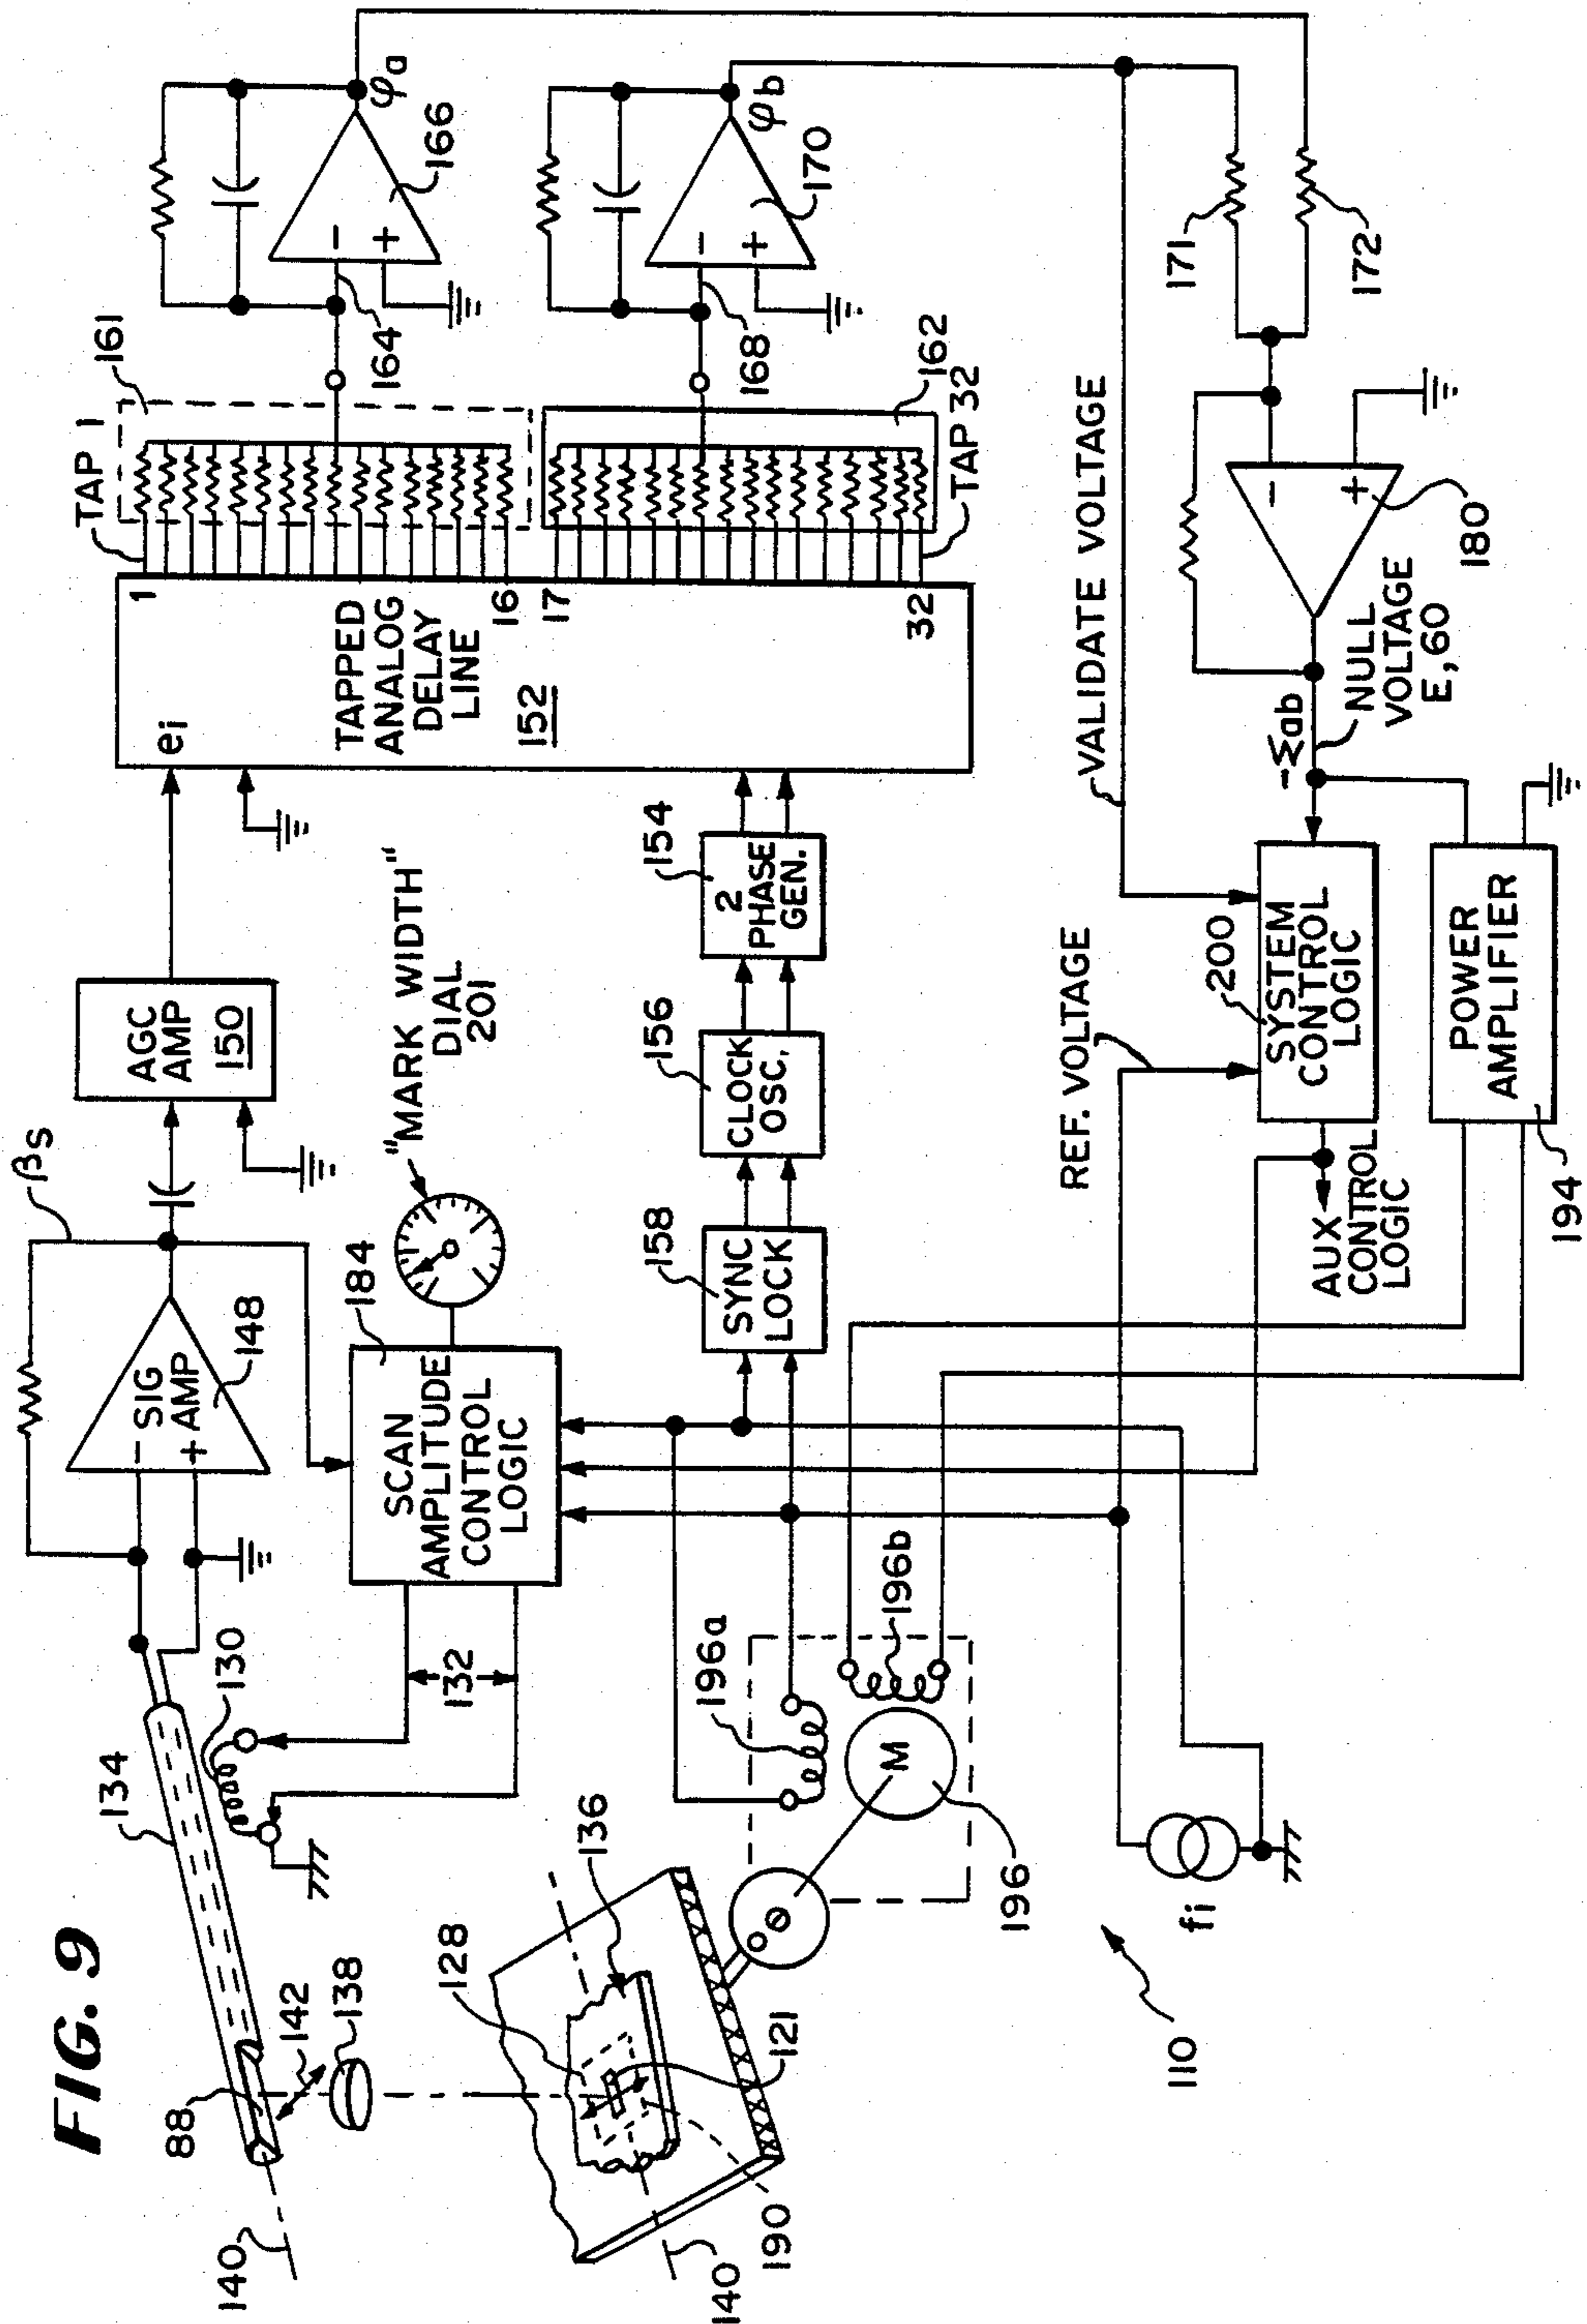 FIG. 9
TAP 1
161
φa
164
166
1
ei
TAPPED
ANALOG
DELAY
LINE
152
16
17
32
φb
168
170
162
TAP 32
βs
AGC
AMP
150
SIG
AMP
-
+
148
134
130
132
88
142
138
140
184
SCAN
AMPLITUDE
CONTROL
LOGIC
"MARK WIDTH"
DIAL
201
154
2
PHASE
GEN.
156
CLOCK
OSC.
158
SYNC
LOCK
-
+
-
+
171
172
VALIDATE VOLTAGE
-
+
180
NULL
VOLTAGE
E, 60
-Σab
REF. VOLTAGE
200
SYSTEM
CONTROL
LOGIC
AUX
CONTROL
LOGIC
POWER
AMPLIFIER
194
196a
196b
M
196
136
128
121
190
140
fi
110